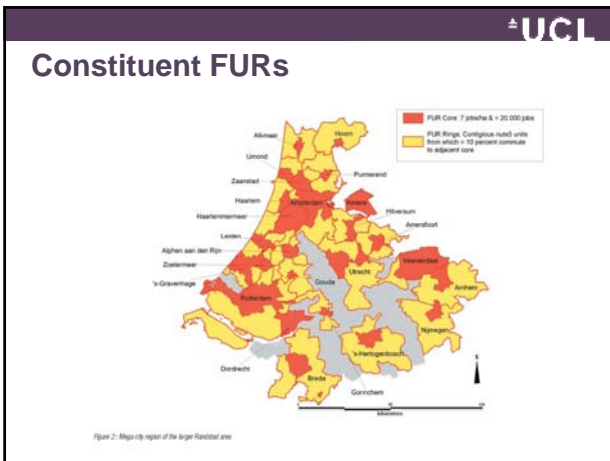 UCL
Constituent FURs
FUR Core: 7 jobs/ha & > 20.000 jobs
FUR Rings: Contigious nuts5 units
from which > 10 percent commute
to adjacent core
Alkmaar
Hoorn
IJmond
Purmerend
Zaanstad
Haarlem
Amsterdam
Almere
Hilversum
Haarlemmermeer
Amersfoort
Leiden
Alphen aan den Rijn
Veenendaal
Zoetermeer
Utrecht
's-Gravenhage
Gouda
Arnhem
Rotterdam
Nijmegen
's-Hertogenbosch
Dordrecht
Breda
Gorinchem
kilometres
Figure 2: Mega-city region of the larger Randstad area